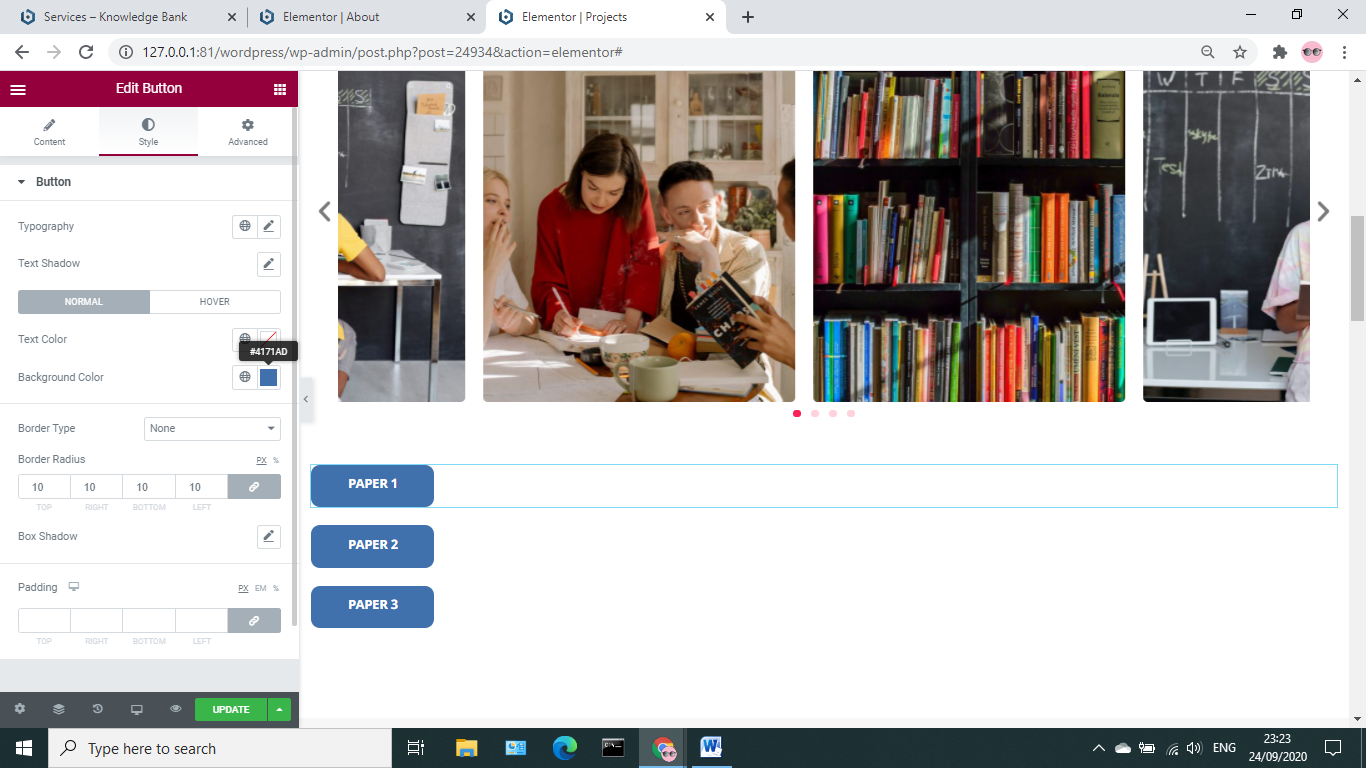 Services – Knowledge Bank
Elementor | About
Elementor | Projects
127.0.0.1:81/wordpress/wp-admin/post.php?post=24934&action=elementor#
Edit Button
Content
Style
Advanced
Button
Typography
Text Shadow
NORMAL
HOVER
Text Color
#4171AD
Background Color
Border Type
None
Border Radius
PX %
10 10 10 10
TOP RIGHT BOTTOM LEFT
Box Shadow
Padding
PX EM %
TOP RIGHT BOTTOM LEFT
UPDATE
W T F S
skype
Test
PAPER 1
PAPER 2
PAPER 3
Type here to search
ENG
23:23
24/09/2020